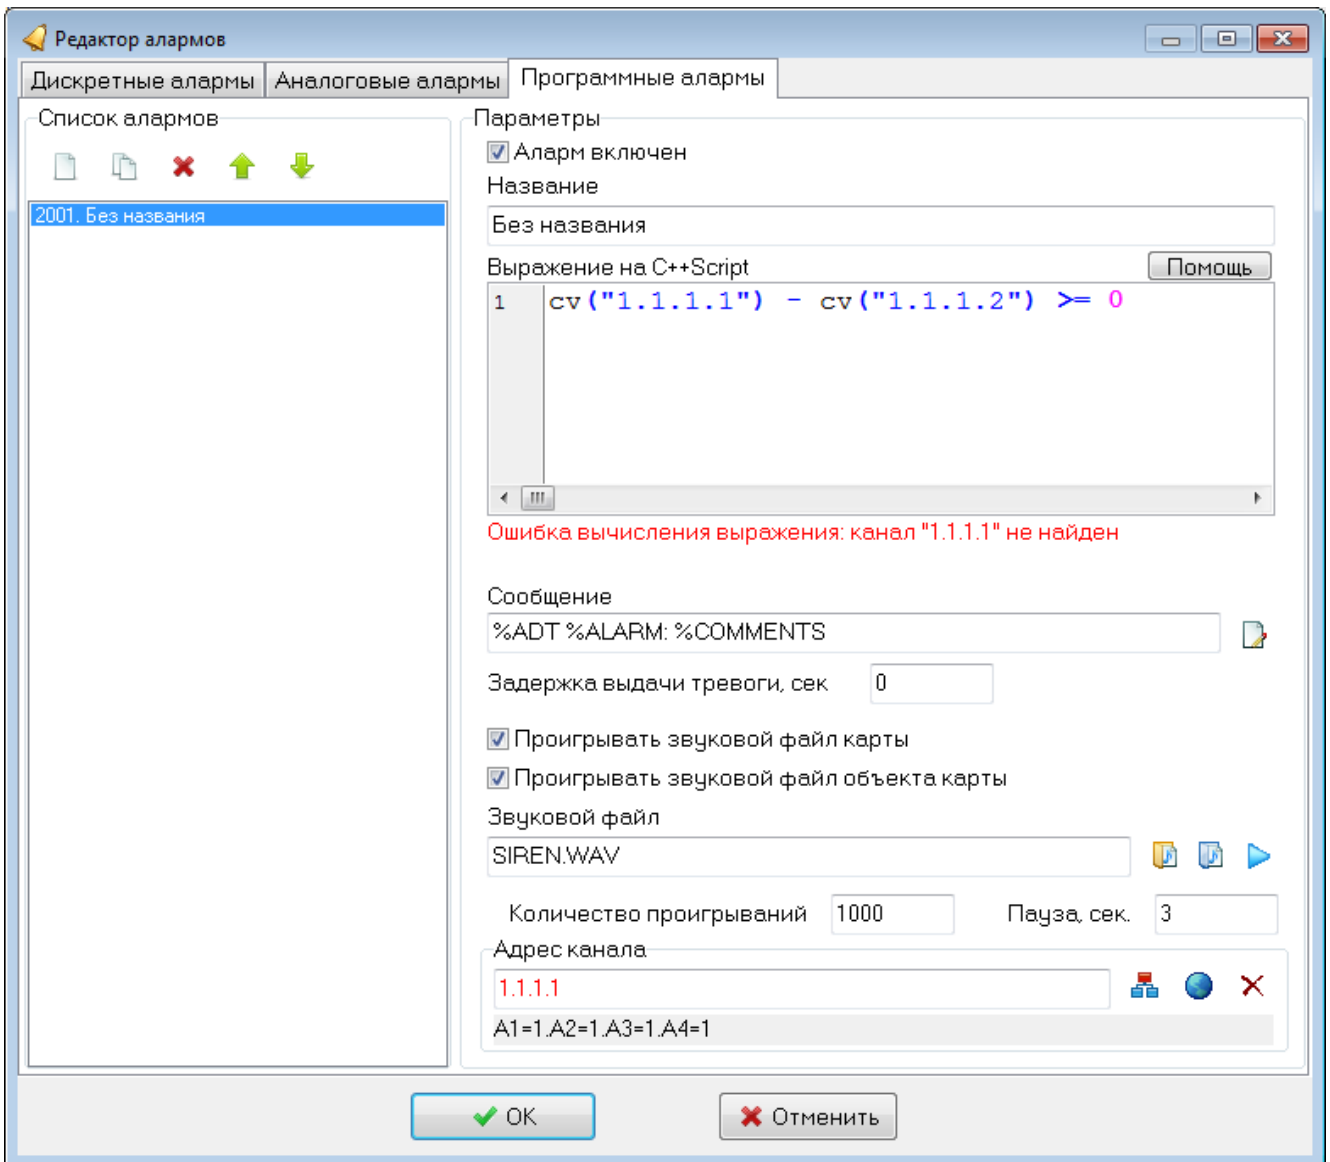 Редактор алармов
Дискретные алармы Аналоговые алармы Программные алармы
Список алармов
2001. Без названия
Параметры
Аларм включен
Название
Без названия
Выражение на C++Script Помощь
1 cv("1.1.1.1") - cv("1.1.1.2") >= 0
Ошибка вычисления выражения: канал "1.1.1.1" не найден
Сообщение
%ADT %ALARM: %COMMENTS
Задержка выдачи тревоги, сек 0
Проигрывать звуковой файл карты
Проигрывать звуковой файл объекта карты
Звуковой файл
SIREN.WAV
Количество проигрываний 1000 Пауза, сек. 3
Адрес канала
1.1.1.1
A1=1.A2=1.A3=1.A4=1
OK Отменить